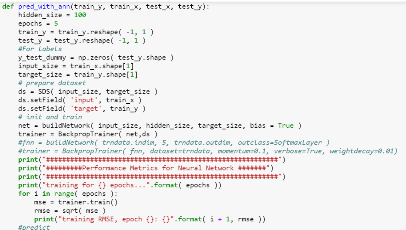 def pred_with_ann(train_y, train_x, test_x, test_y):
    hidden_size = 100
    epochs = 5
    train_y = train_y.reshape( -1, 1 )
    test_y = test_y.reshape( -1, 1 )
    #For Labels
    y_test_dummy = np.zeros( test_y.shape )
    input_size = train_x.shape[1]
    target_size = train_y.shape[1]
    # prepare dataset
    ds = SDS( input_size, target_size )
    ds.setField( 'input', train_x )
    ds.setField( 'target', train_y )
    # init and train
    net = buildNetwork( input_size, hidden_size, target_size, bias = True )
    trainer = BackpropTrainer( net,ds )
    #fnn = buildNetwork( trndata.indim, 5, trndata.outdim, outclass=SoftmaxLayer )
    #trainer = BackpropTrainer( fnn, dataset=trndata, momentum=0.1, verbose=True, weightdecay=0.01)
    print("#######################################################")
    print("#########Performance Metrics for Neural Network #######")
    print("#######################################################")
    print("training for {} epochs...".format( epochs ))
    for i in range( epochs ):
        mse = trainer.train()
        rmse = sqrt( mse )
        print("training RMSE, epoch {}: {}".format( i + 1, rmse ))
    #predict